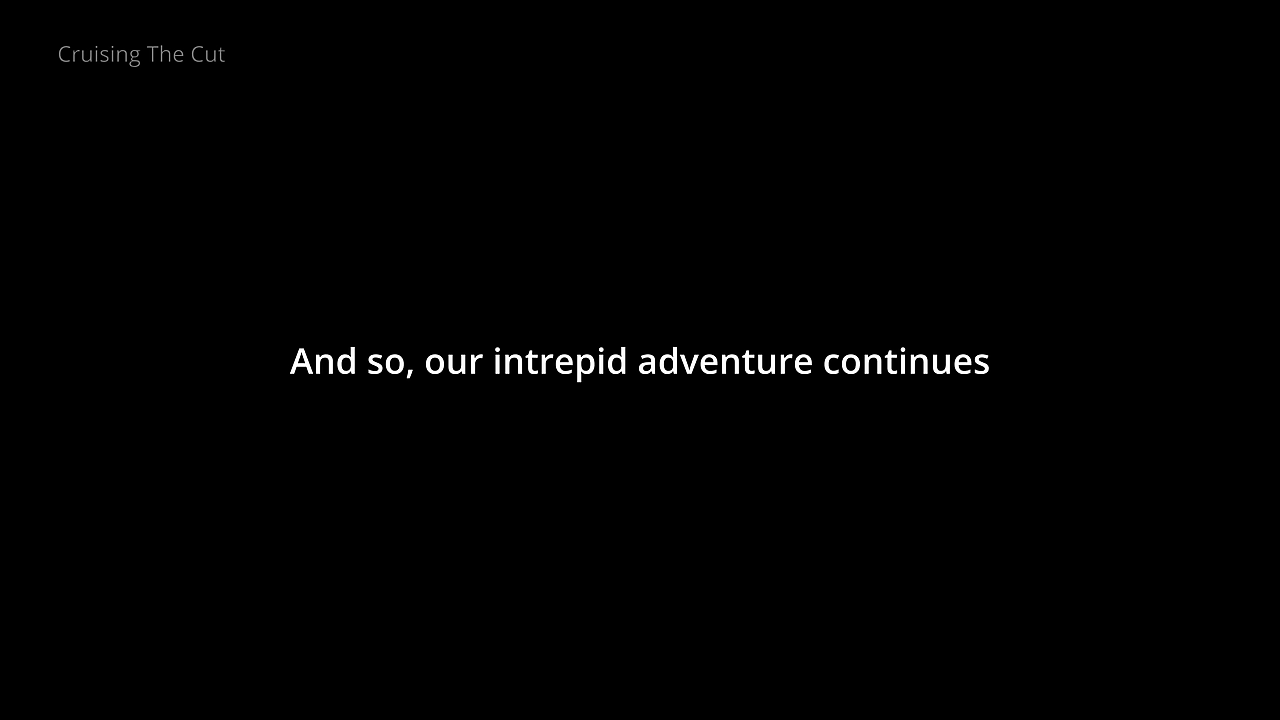 Cruising The Cut
And so, our intrepid adventure continues